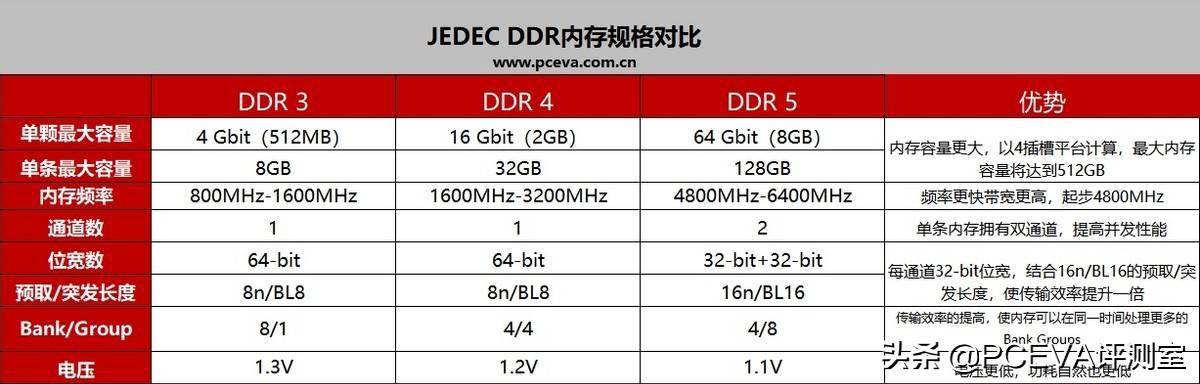 JEDEC DDR内存规格对比
www.pceva.com.cn
DDR 3 DDR 4 DDR 5 优势
单颗最大容量 4 Gbit（512MB） 16 Gbit（2GB） 64 Gbit（8GB）
内存容量更大，以4插槽平台计算，最大内存
容量将达到512GB
单条最大容量 8GB 32GB 128GB
内存频率 800MHz-1600MHz 1600MHz-3200MHz 4800MHz-6400MHz 频率更快带宽更高，起步4800MHz
通道数 1 1 2 单条内存拥有双通道，提高并发性能
位宽数 64-bit 64-bit 32-bit+32-bit
每通道32-bit位宽，结合16n/BL16的预取/突
发长度，使传输效率提升一倍
预取/突发长度 8n/BL8 8n/BL8 16n/BL16
Bank/Group 8/1 4/4 4/8
传输效率的提高，使内存可以在同一时间处理更多的
Bank Groups
电压 1.3V 1.2V 1.1V 电压更低，功耗自然也更低
头条 @PCEVA评测室